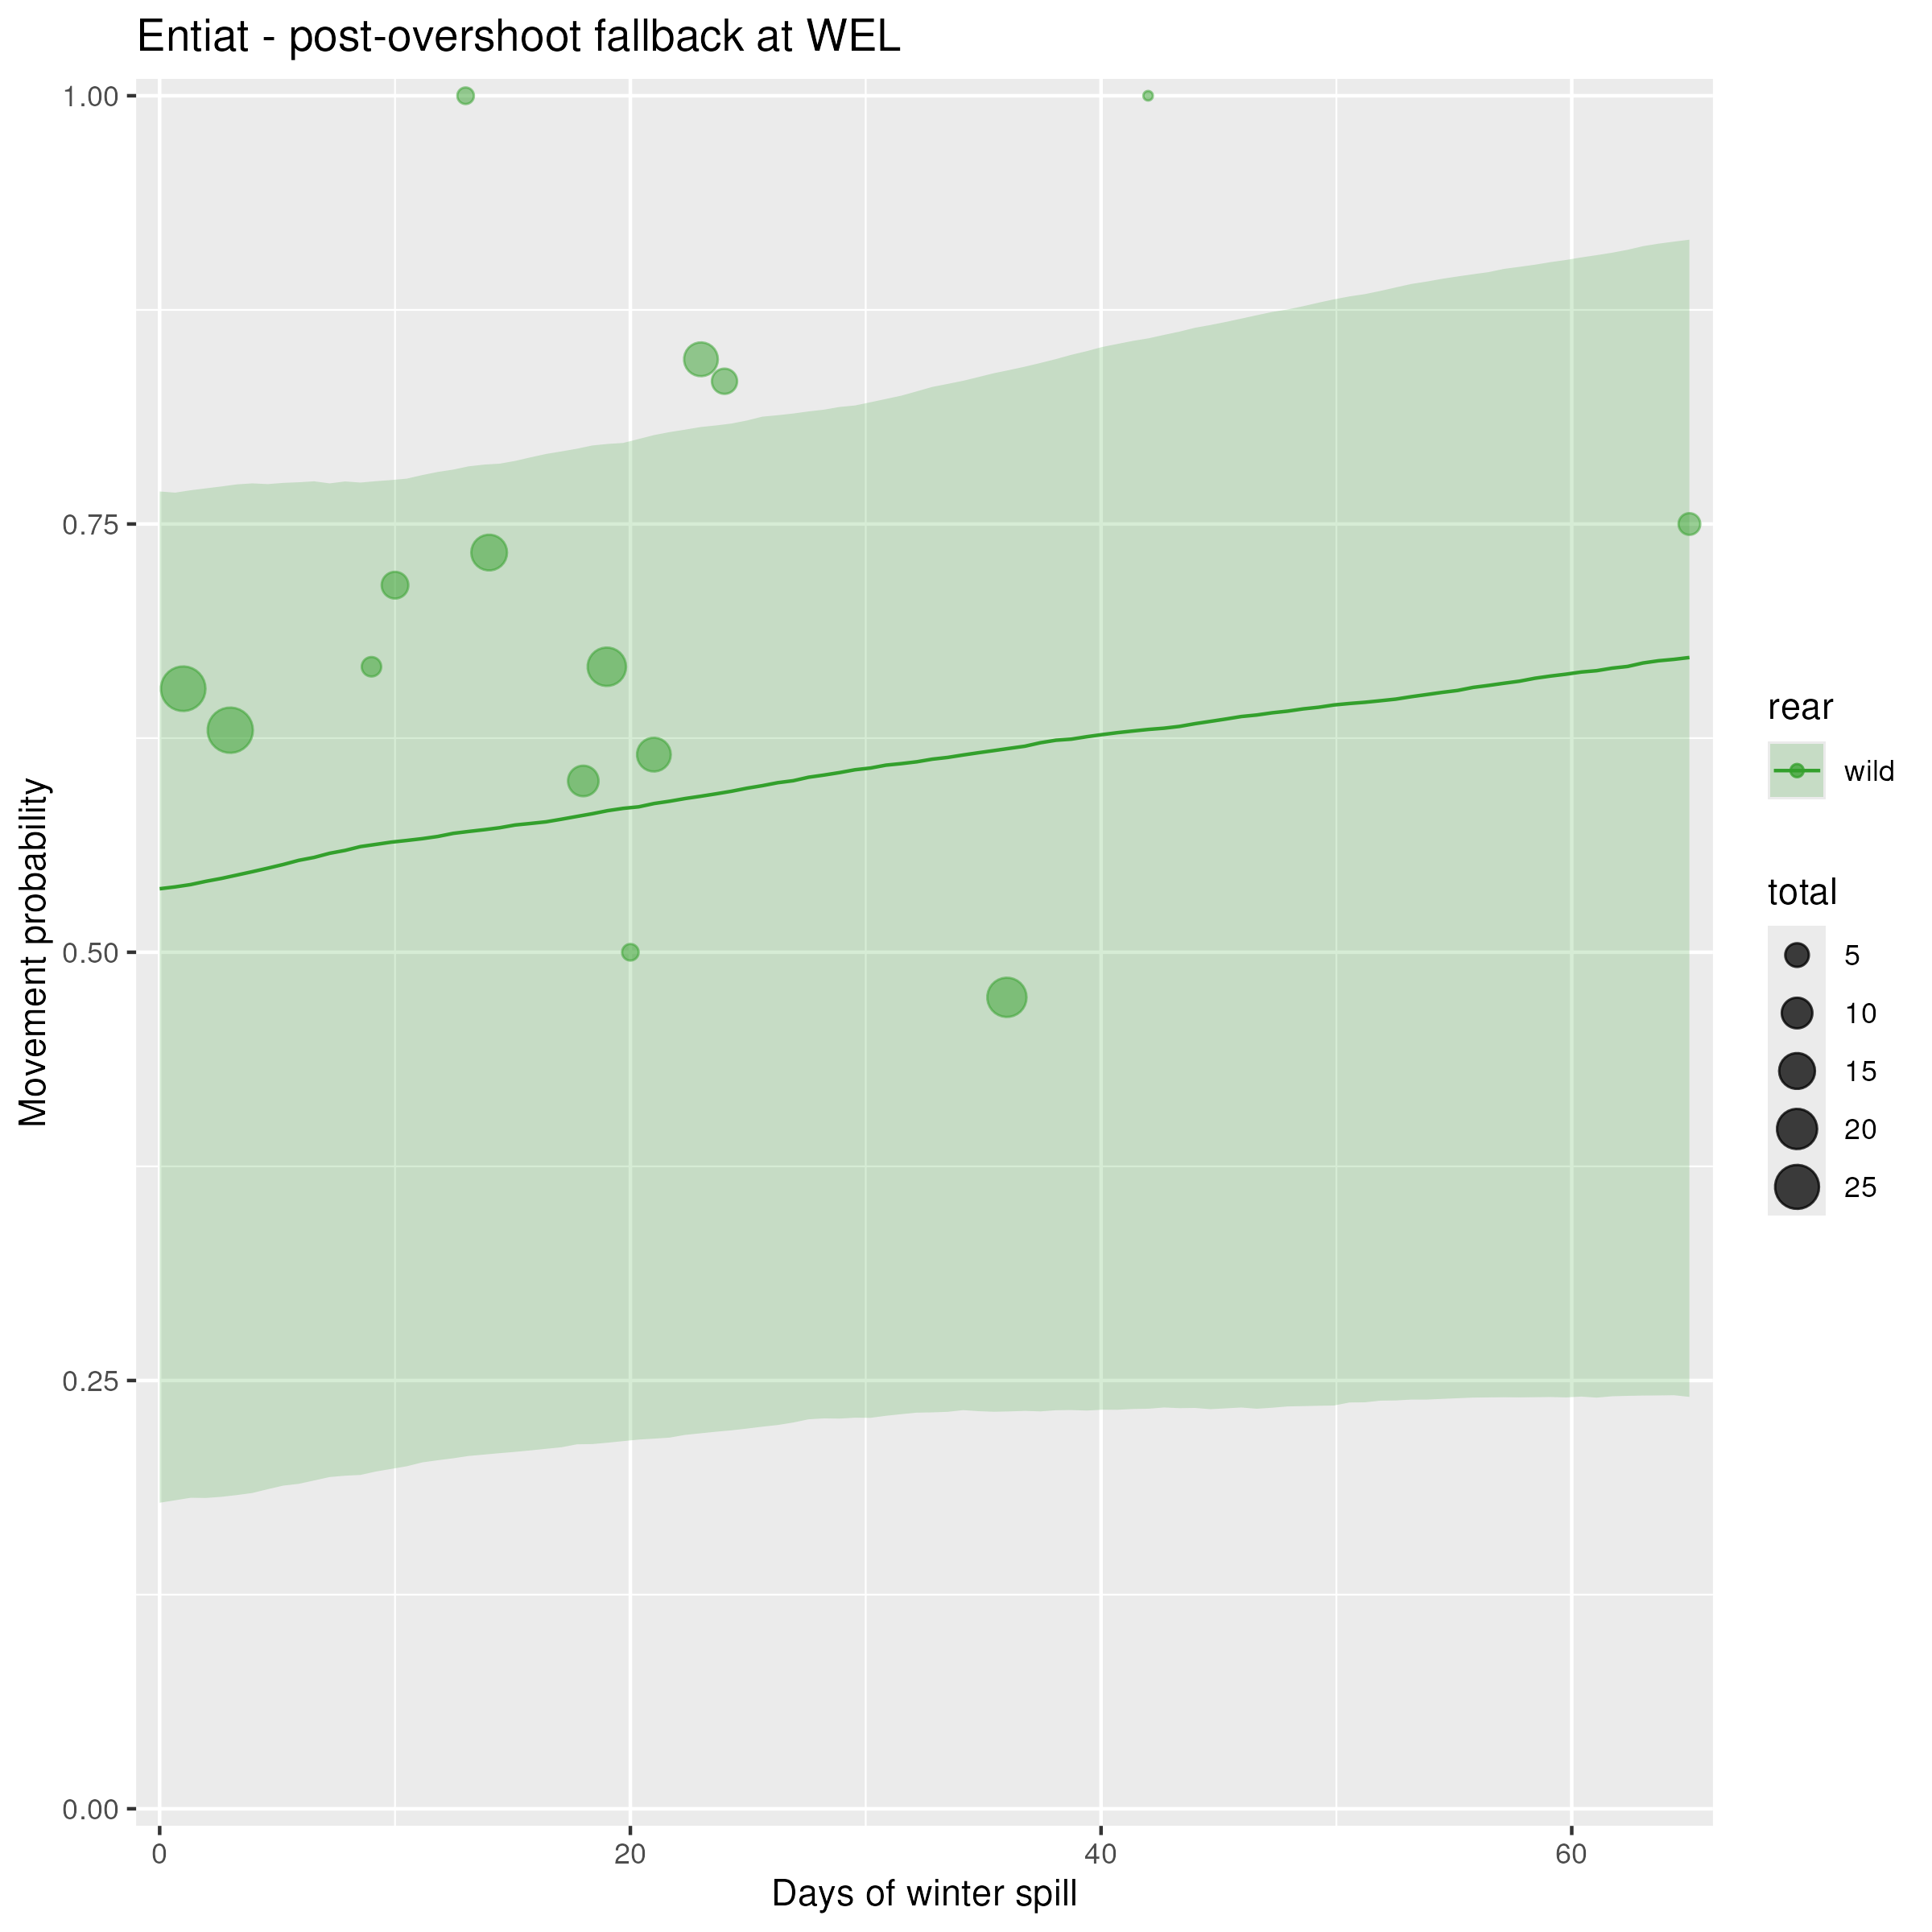 Entiat - post-overshoot fallback at WEL
Movement probability
1.00
0.75
0.50
0.25
0.00
0
20
40
60
Days of winter spill
rear
wild
total
5
10
15
20
25